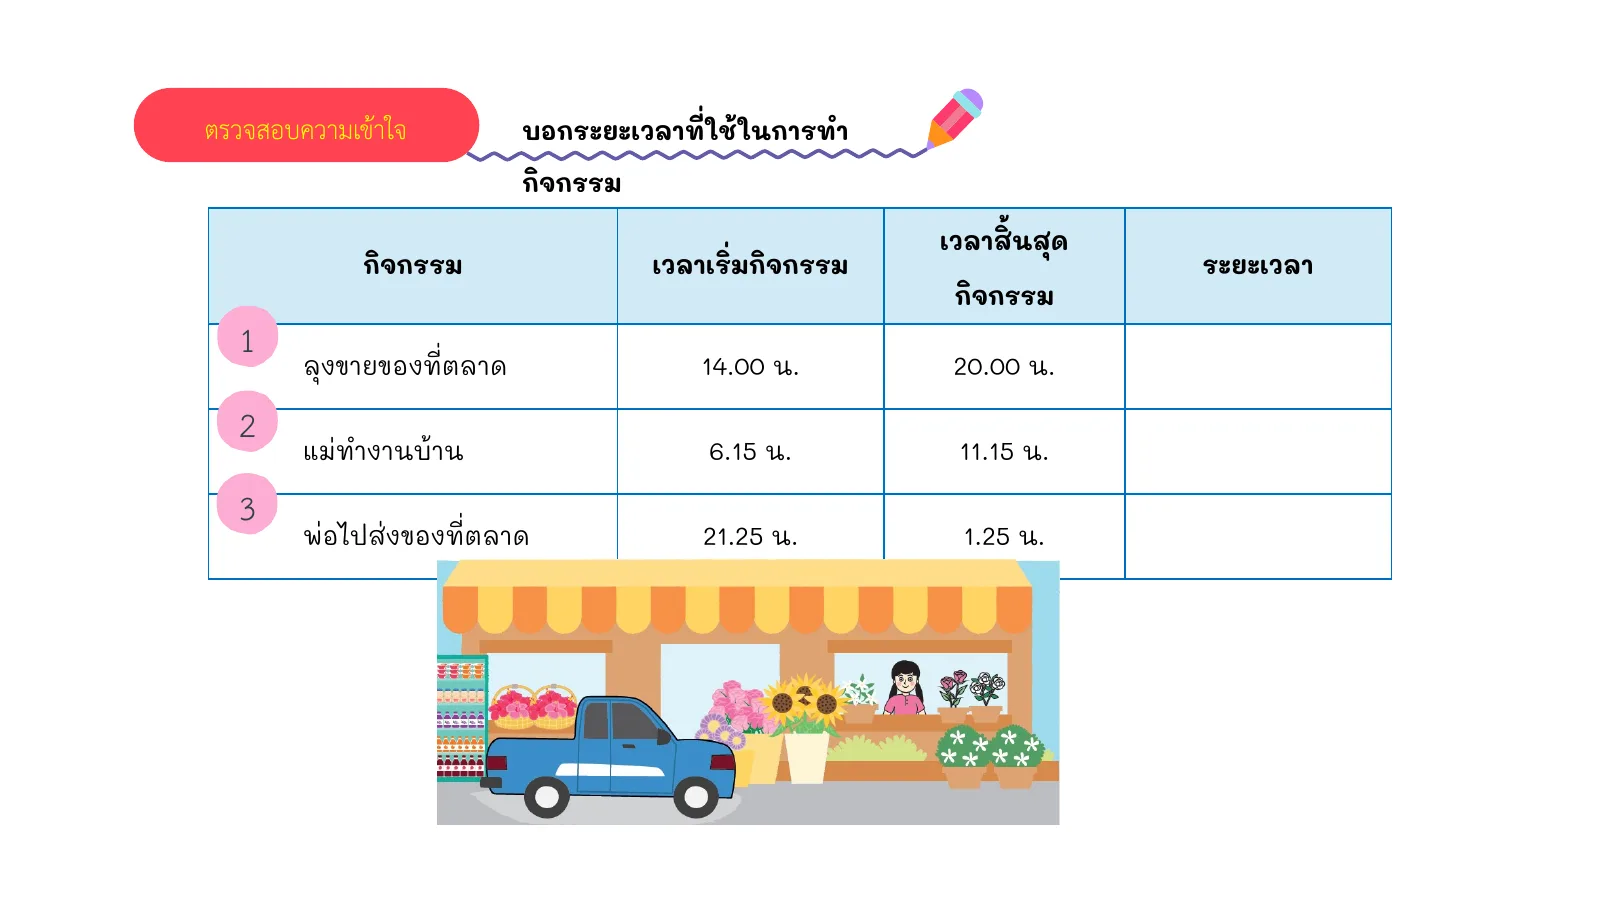 ตรวจสอบความเข้าใจ
บอกระยะเวลาที่ใช้ในการทำ
กิจกรรม
กิจกรรม
เวลาเริ่มกิจกรรม
เวลาสิ้นสุด
กิจกรรม
ระยะเวลา
1
ลุงขายของที่ตลาด
14.00 น.
20.00 น.
2
แม่ทำงานบ้าน
6.15 น.
11.15 น.
3
พ่อไปส่งของที่ตลาด
21.25 น.
1.25 น.